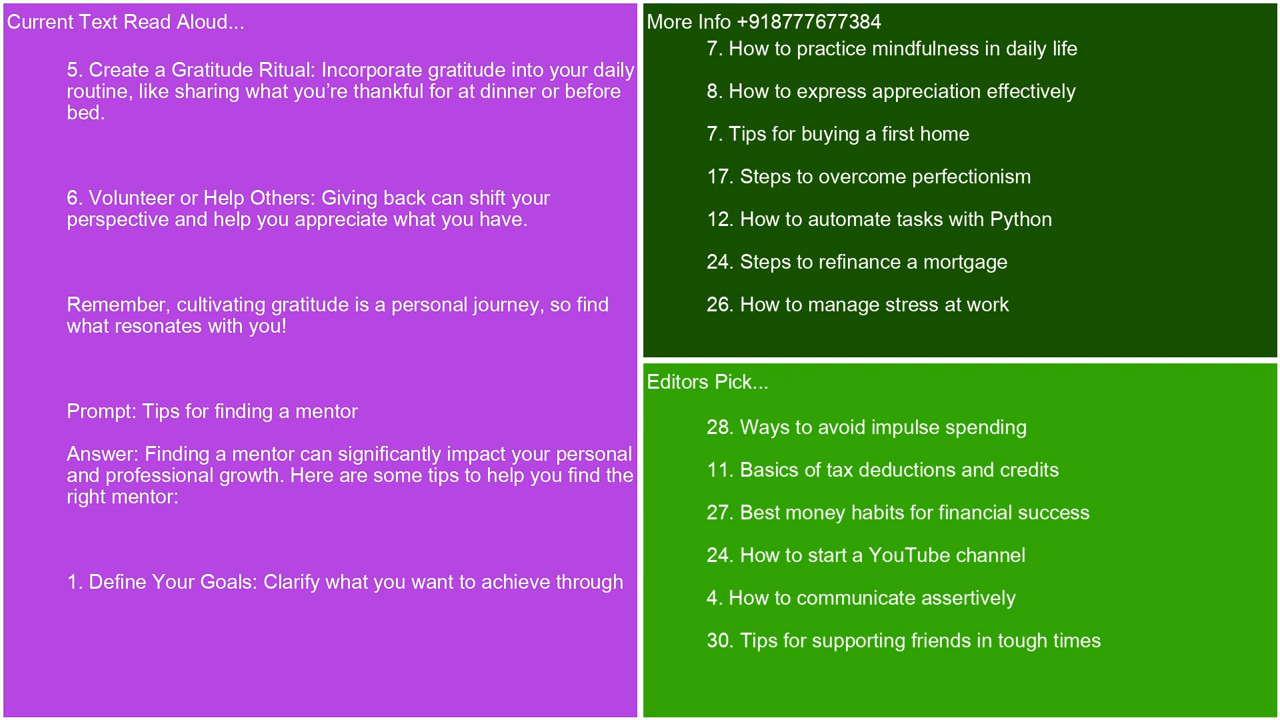 Current Text Read Aloud...
5. Create a Gratitude Ritual: Incorporate gratitude into your daily
routine, like sharing what you’re thankful for at dinner or before
bed.
6. Volunteer or Help Others: Giving back can shift your
perspective and help you appreciate what you have.
Remember, cultivating gratitude is a personal journey, so find
what resonates with you!
Prompt: Tips for finding a mentor
Answer: Finding a mentor can significantly impact your personal
and professional growth. Here are some tips to help you find the
right mentor:
1. Define Your Goals: Clarify what you want to achieve through
More Info +918777677384
7. How to practice mindfulness in daily life
8. How to express appreciation effectively
7. Tips for buying a first home
17. Steps to overcome perfectionism
12. How to automate tasks with Python
24. Steps to refinance a mortgage
26. How to manage stress at work
Editors Pick...
28. Ways to avoid impulse spending
11. Basics of tax deductions and credits
27. Best money habits for financial success
24. How to start a YouTube channel
4. How to communicate assertively
30. Tips for supporting friends in tough times